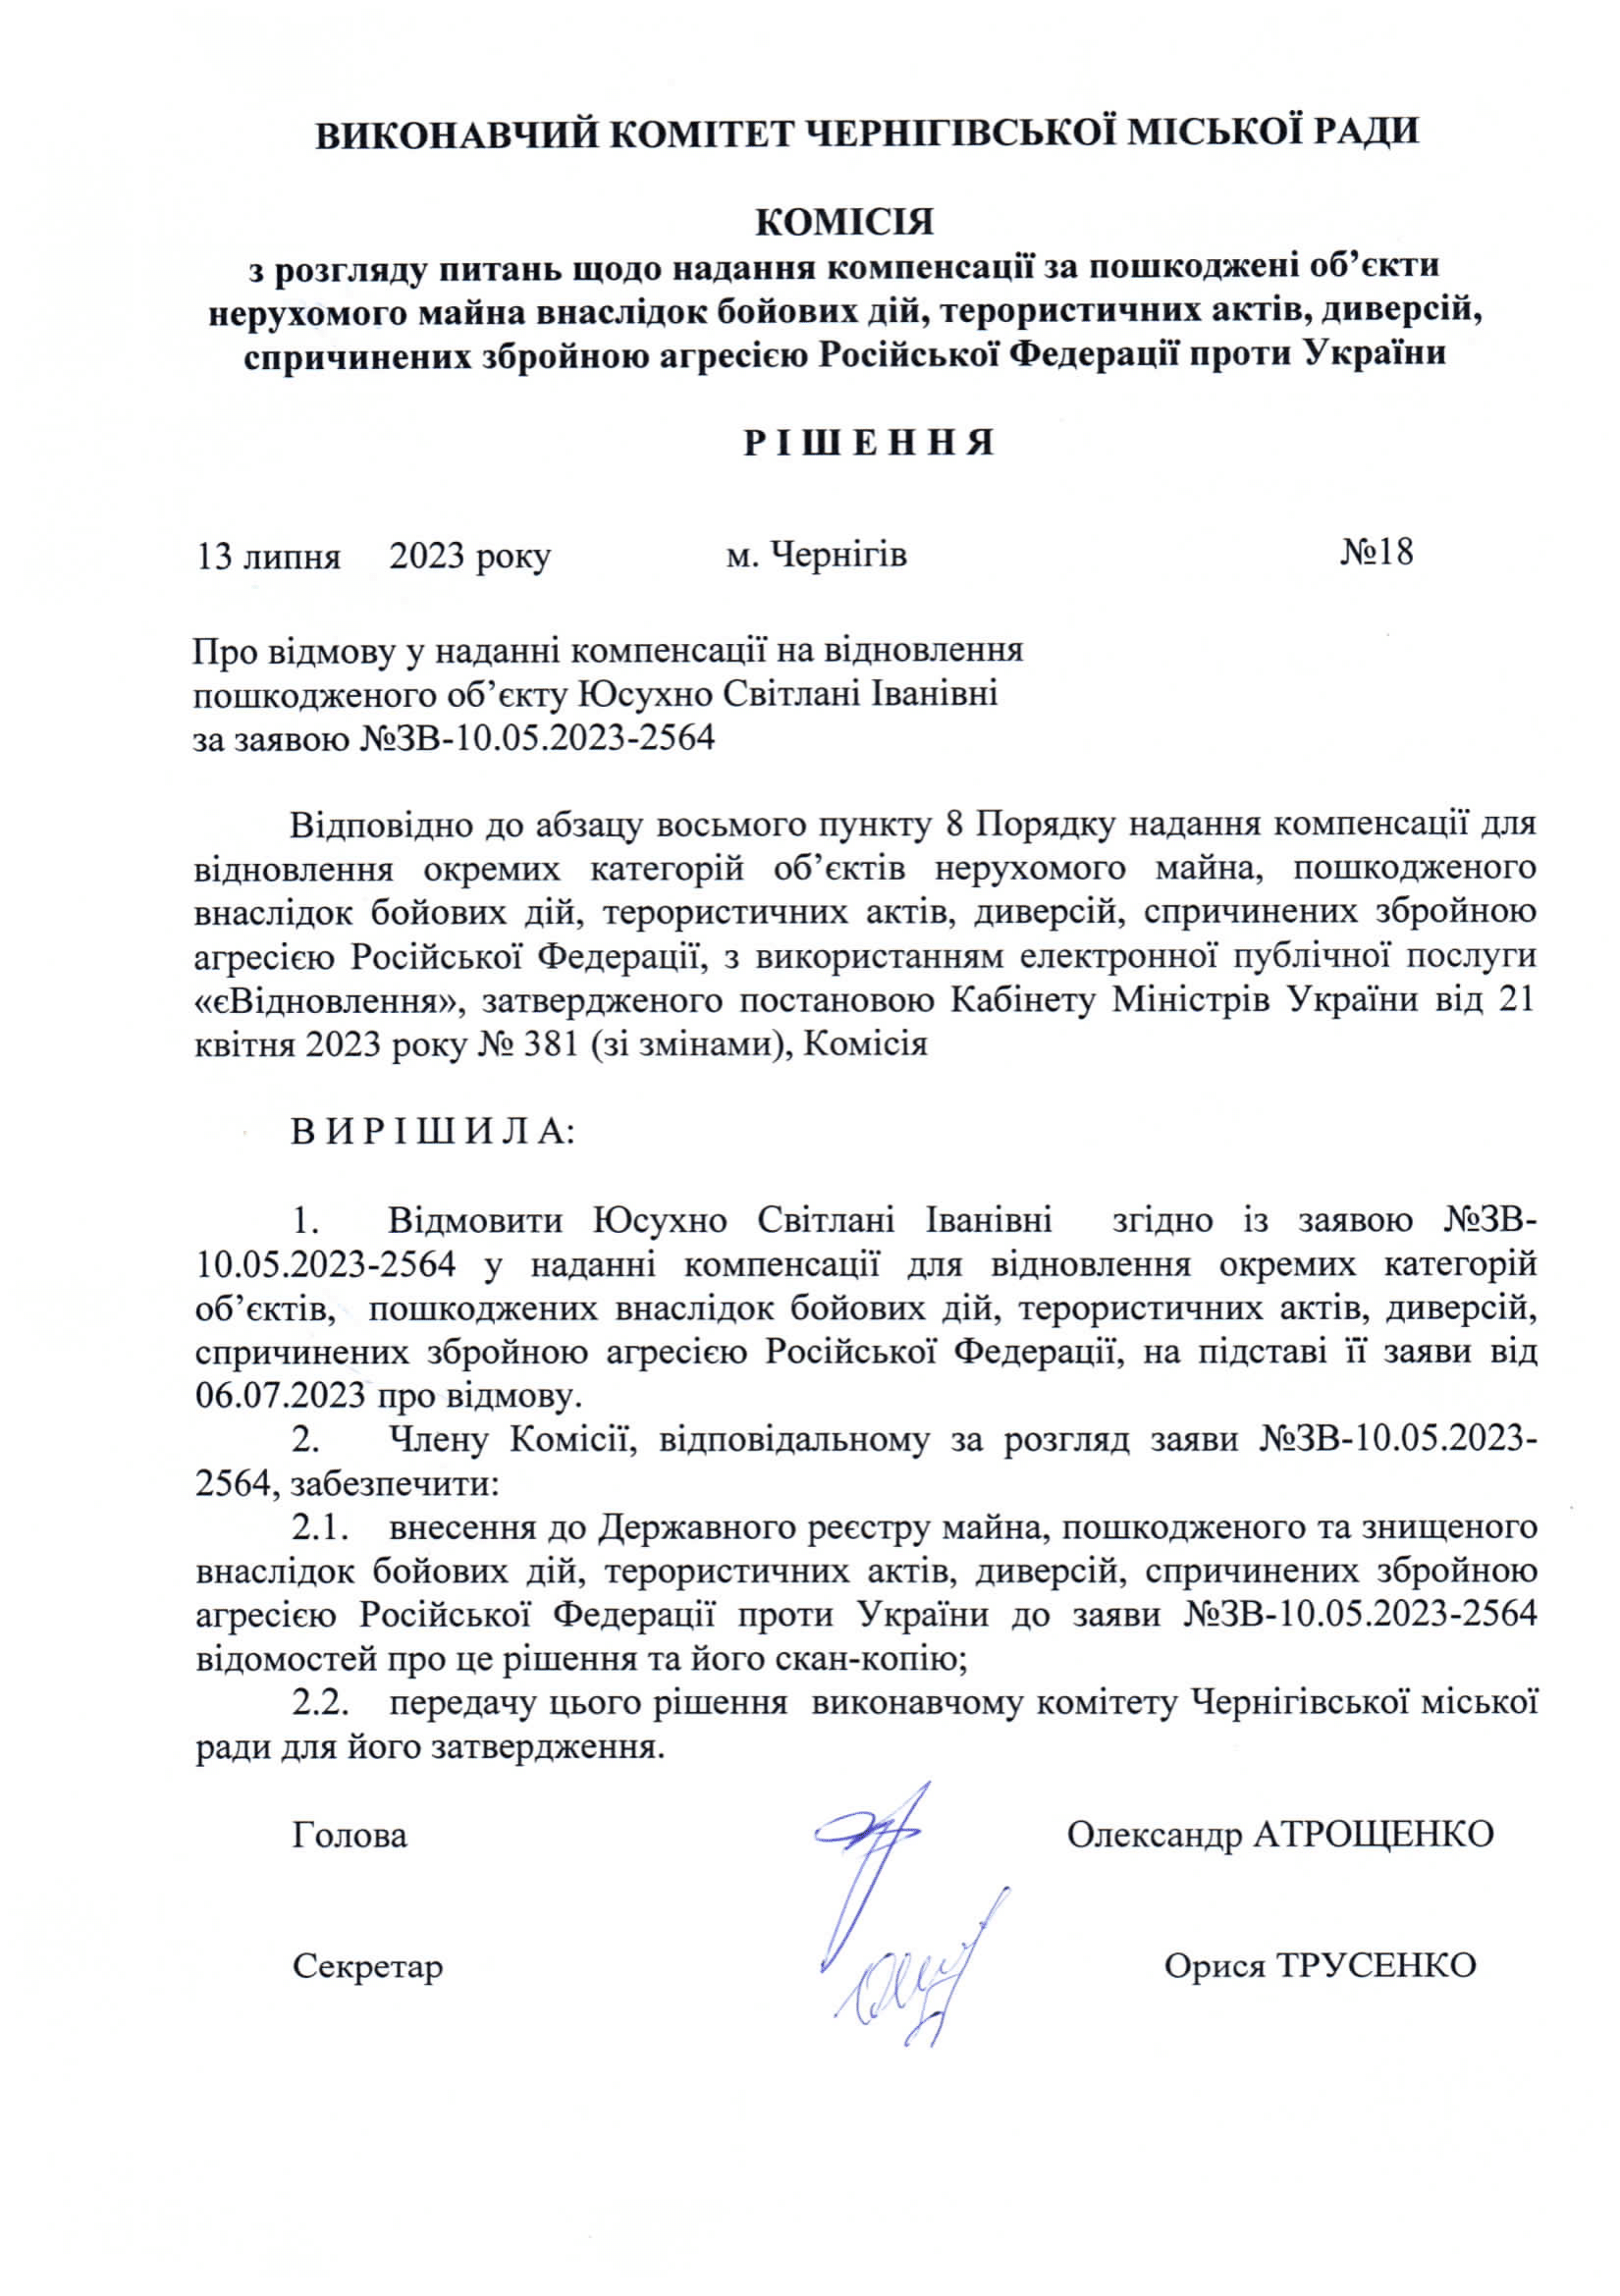 ВИКОНАВЧИЙ КОМІТЕТ ЧЕРНІГІВСЬКОЇ МІСЬКОЇ РАДИ
КОМІСІЯ
з розгляду питань щодо надання компенсації за пошкоджені об’єкти
нерухомого майна внаслідок бойових дій, терористичних актів, диверсій,
спричинених збройною агресією Російської Федерації проти України
Р І Ш Е Н Н Я
13 липня 2023 року м. Чернігів №18
Про відмову у наданні компенсації на відновлення
пошкодженого об’єкту Юсухно Світлані Іванівні
за заявою №ЗВ-10.05.2023-2564
Відповідно до абзацу восьмого пункту 8 Порядку надання компенсації для
відновлення окремих категорій об’єктів нерухомого майна, пошкодженого
внаслідок бойових дій, терористичних актів, диверсій, спричинених збройною
агресією Російської Федерації, з використанням електронної публічної послуги
«єВідновлення», затвердженого постановою Кабінету Міністрів України від 21
квітня 2023 року № 381 (зі змінами), Комісія
В И Р І Ш И Л А:
1. Відмовити Юсухно Світлані Іванівні згідно із заявою №ЗВ-
10.05.2023-2564 у наданні компенсації для відновлення окремих категорій
об’єктів, пошкоджених внаслідок бойових дій, терористичних актів, диверсій,
спричинених збройною агресією Російської Федерації, на підставі її заяви від
06.07.2023 про відмову.
2. Члену Комісії, відповідальному за розгляд заяви №ЗВ-10.05.2023-
2564, забезпечити:
2.1. внесення до Державного реєстру майна, пошкодженого та знищеного
внаслідок бойових дій, терористичних актів, диверсій, спричинених збройною
агресією Російської Федерації проти України до заяви №ЗВ-10.05.2023-2564
відомостей про це рішення та його скан-копію;
2.2. передачу цього рішення виконавчому комітету Чернігівської міської
ради для його затвердження.
Голова Олександр АТРОЩЕНКО
Секретар Орися ТРУСЕНКО